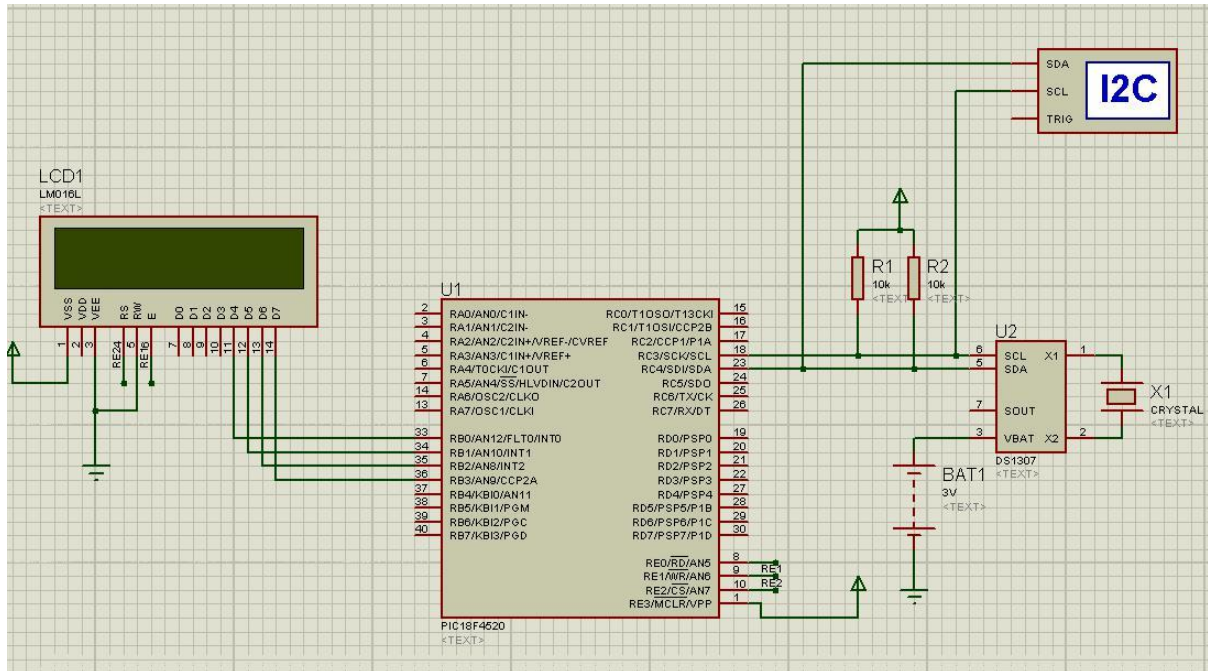 SDA
SCL
TRIG
I2C
LCD1
LM016L
<TEXT>
VSS
VDD
VEE
RS
RW
E
D0
D1
D2
D3
D4
D5
D6
D7
1
2
3
RE24
5
RE16
7
8
9
10
11
12
13
14
R1
10k
<TEXT>
R2
10k
<TEXT>
U1
2 RA0/AN0/C1IN-
3 RA1/AN1/C2IN-
4 RA2/AN2/C2IN+/VREF-/CVREF
5 RA3/AN3/C1IN+/VREF+
6 RA4/T0CKI/C1OUT
7 RA5/AN4/SS/HLVDIN/C2OUT
14 RA6/OSC2/CLKO
13 RA7/OSC1/CLKI
33 RB0/AN12/FLT0/INT0
34 RB1/AN10/INT1
35 RB2/AN8/INT2
36 RB3/AN9/CCP2A
37 RB4/KBI0/AN11
38 RB5/KBI1/PGM
39 RB6/KBI2/PGC
40 RB7/KBI3/PGD
RC0/T1OSO/T13CKI 15
RC1/T1OSI/CCP2B 16
RC2/CCP1/P1A 17
RC3/SCK/SCL 18
RC4/SDI/SDA 23
RC5/SDO 24
RC6/TX/CK 25
RC7/RX/DT 26
RD0/PSP0 19
RD1/PSP1 20
RD2/PSP2 21
RD3/PSP3 22
RD4/PSP4 27
RD5/PSP5/P1B 28
RD6/PSP6/P1C 29
RD7/PSP7/P1D 30
RE0/RD/AN5 8
RE1
RE1/WR/AN6 9
RE2
RE2/CS/AN7 10
RE3/MCLR/VPP 1
PIC18F4520
<TEXT>
U2
6 SCL X1 1
5 SDA
7 SOUT
3 VBAT X2 2
DS1307
<TEXT>
X1
CRYSTAL
<TEXT>
BAT1
3V
<TEXT>